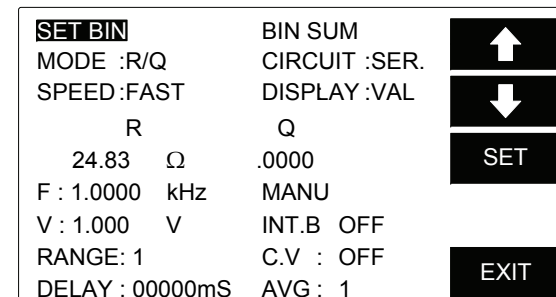 SET BIN BIN SUM
MODE :R/Q CIRCUIT :SER.
SPEED:FAST DISPLAY :VAL
R Q
24.83 Ω .0000
F : 1.0000 kHz MANU
V : 1.000 V INT.B OFF
RANGE: 1 C.V : OFF
DELAY : 00000mS AVG : 1
SET
EXIT